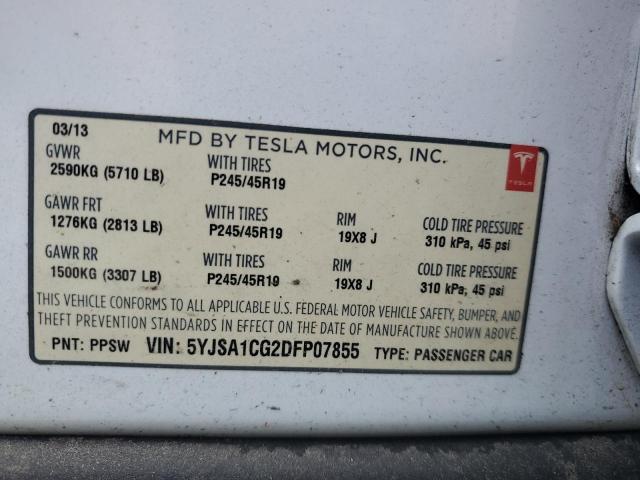 03/13 MFD BY TESLA MOTORS, INC.
GVWR WITH TIRES
2590KG (5710 LB) P245/45R19
TESLA
GAWR FRT WITH TIRES RIM COLD TIRE PRESSURE
1276KG (2813 LB) P245/45R19 19X8 J 310 kPa, 45 psi
GAWR RR WITH TIRES RIM COLD TIRE PRESSURE
1500KG (3307 LB) P245/45R19 19X8 J 310 kPa, 45 psi
THIS VEHICLE CONFORMS TO ALL APPLICABLE U.S. FEDERAL MOTOR VEHICLE SAFETY, BUMPER, AND
THEFT PREVENTION STANDARDS IN EFFECT ON THE DATE OF MANUFACTURE SHOWN ABOVE.
PNT: PPSW VIN: 5YJSA1CG2DFP07855 TYPE: PASSENGER CAR